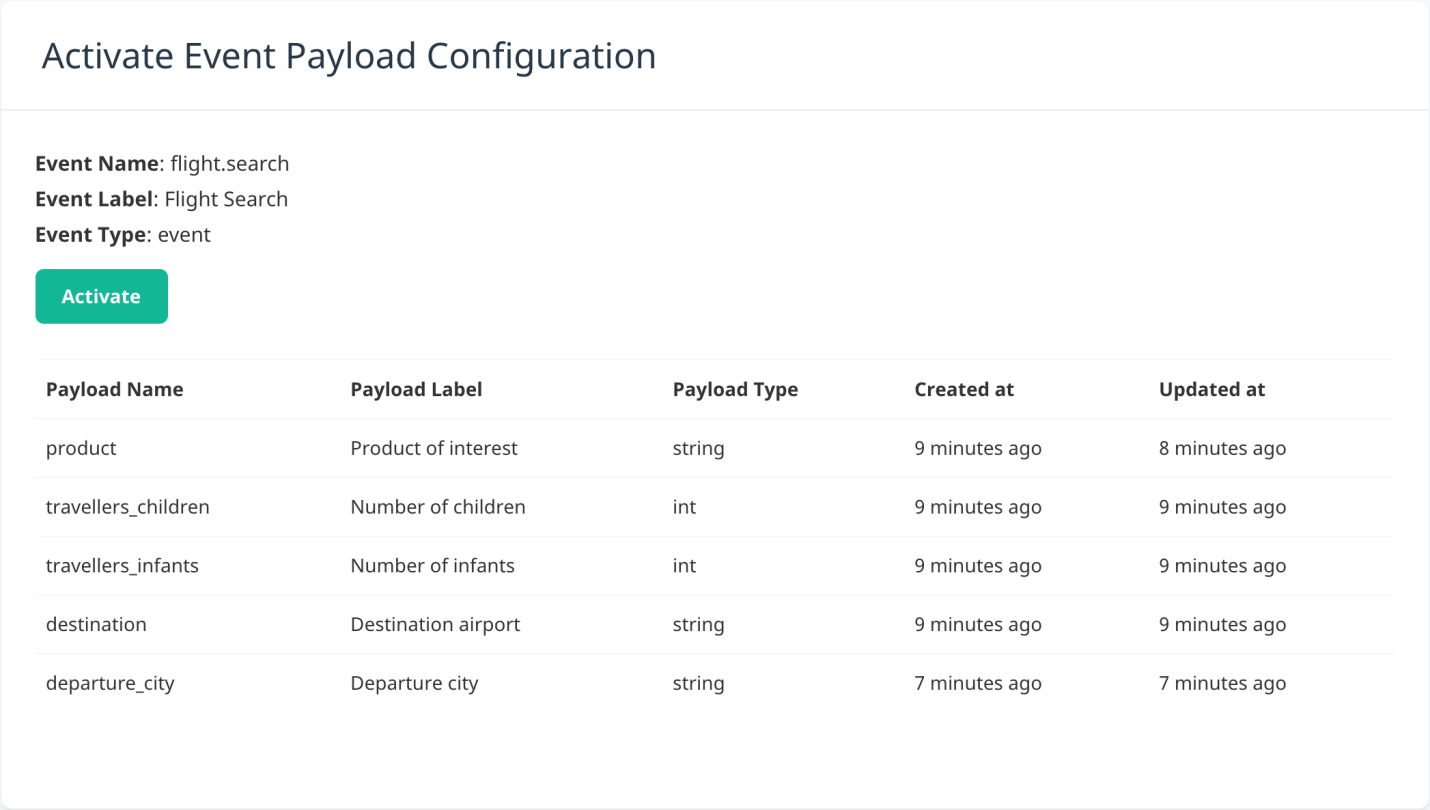 Activate Event Payload Configuration
Event Name: flight.search
Event Label: Flight Search
Event Type: event
Activate
Payload Name Payload Label Payload Type Created at Updated at
product Product of interest string 9 minutes ago 8 minutes ago
travellers_children Number of children int 9 minutes ago 9 minutes ago
travellers_infants Number of infants int 9 minutes ago 9 minutes ago
destination Destination airport string 9 minutes ago 9 minutes ago
departure_city Departure city string 7 minutes ago 7 minutes ago